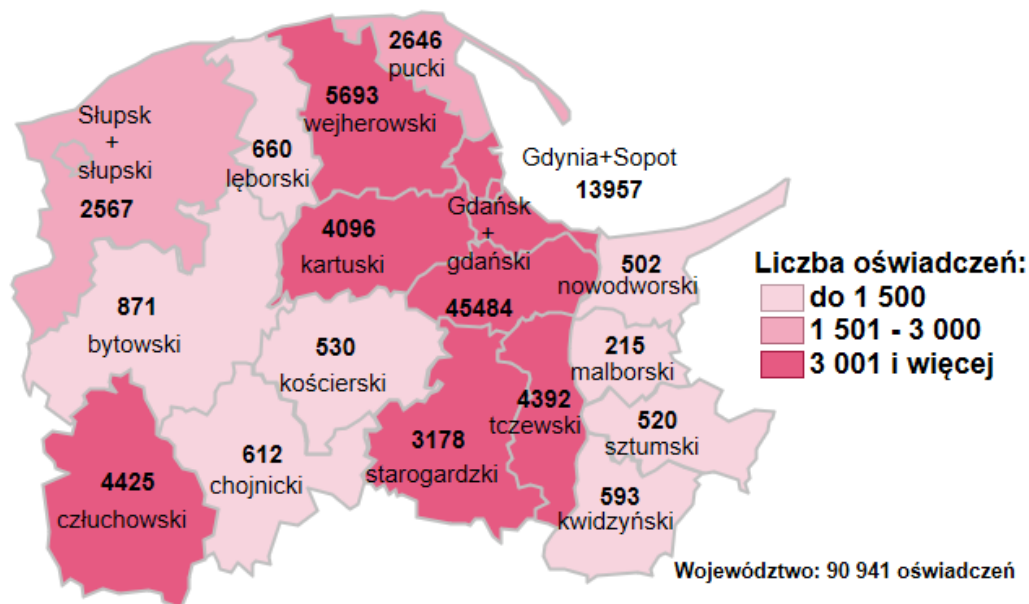 2646
pucki
5693
wejherowski
Słupsk
+
słupski
2567
660
lęborski
Gdynia+Sopot
13957
4096
kartuski
Gdańsk
+
gdański
45484
502
nowodworski
Liczba oświadczeń:
do 1 500
1 501 - 3 000
3 001 i więcej
871
bytowski
530
kościerski
215
malborski
4392
tczewski
520
sztumski
3178
starogardzki
612
chojnicki
4425
człuchowski
593
kwidzyński
Województwo: 90 941 oświadczeń